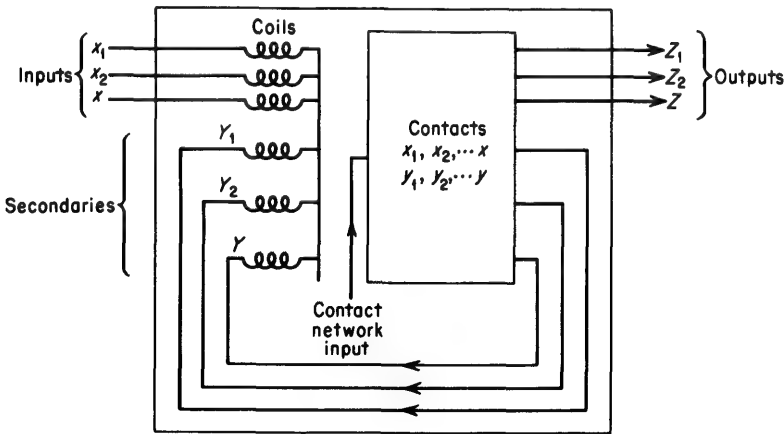 Coils
Inputs
x₁
x₂
x
Z₁
Z₂
Z
Outputs
Contacts
x₁, x₂,...x
y₁, y₂,...y
Secondaries
Y₁
Y₂
Y
Contact
network
input